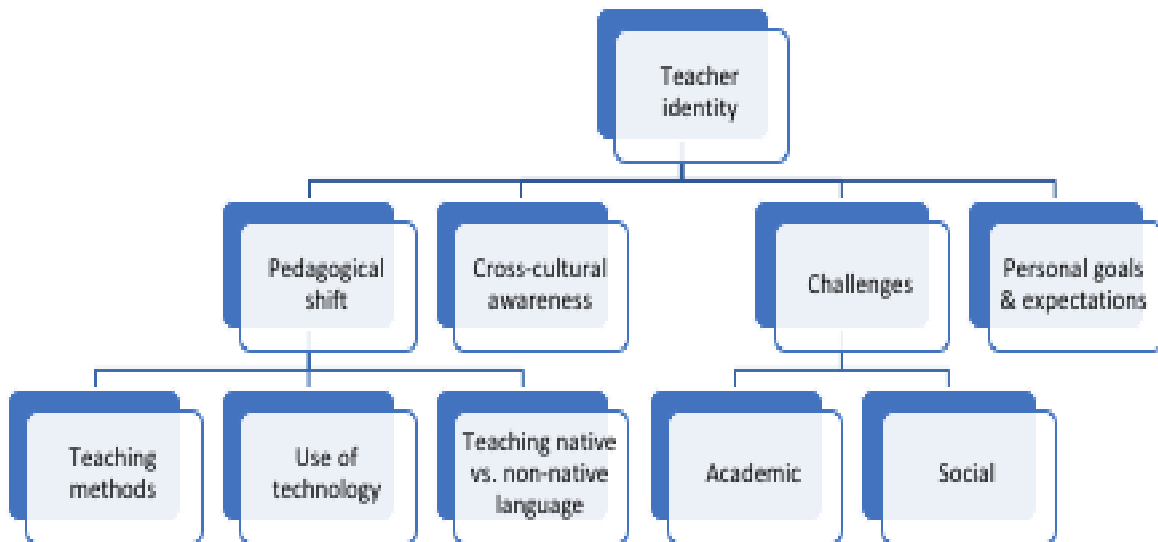 Teacher
identity
Pedagogical
shift
Cross-cultural
awareness
Challenges
Personal goals
& expectations
Teaching
methods
Use of
technology
Teaching native
vs. non-native
language
Academic
Social